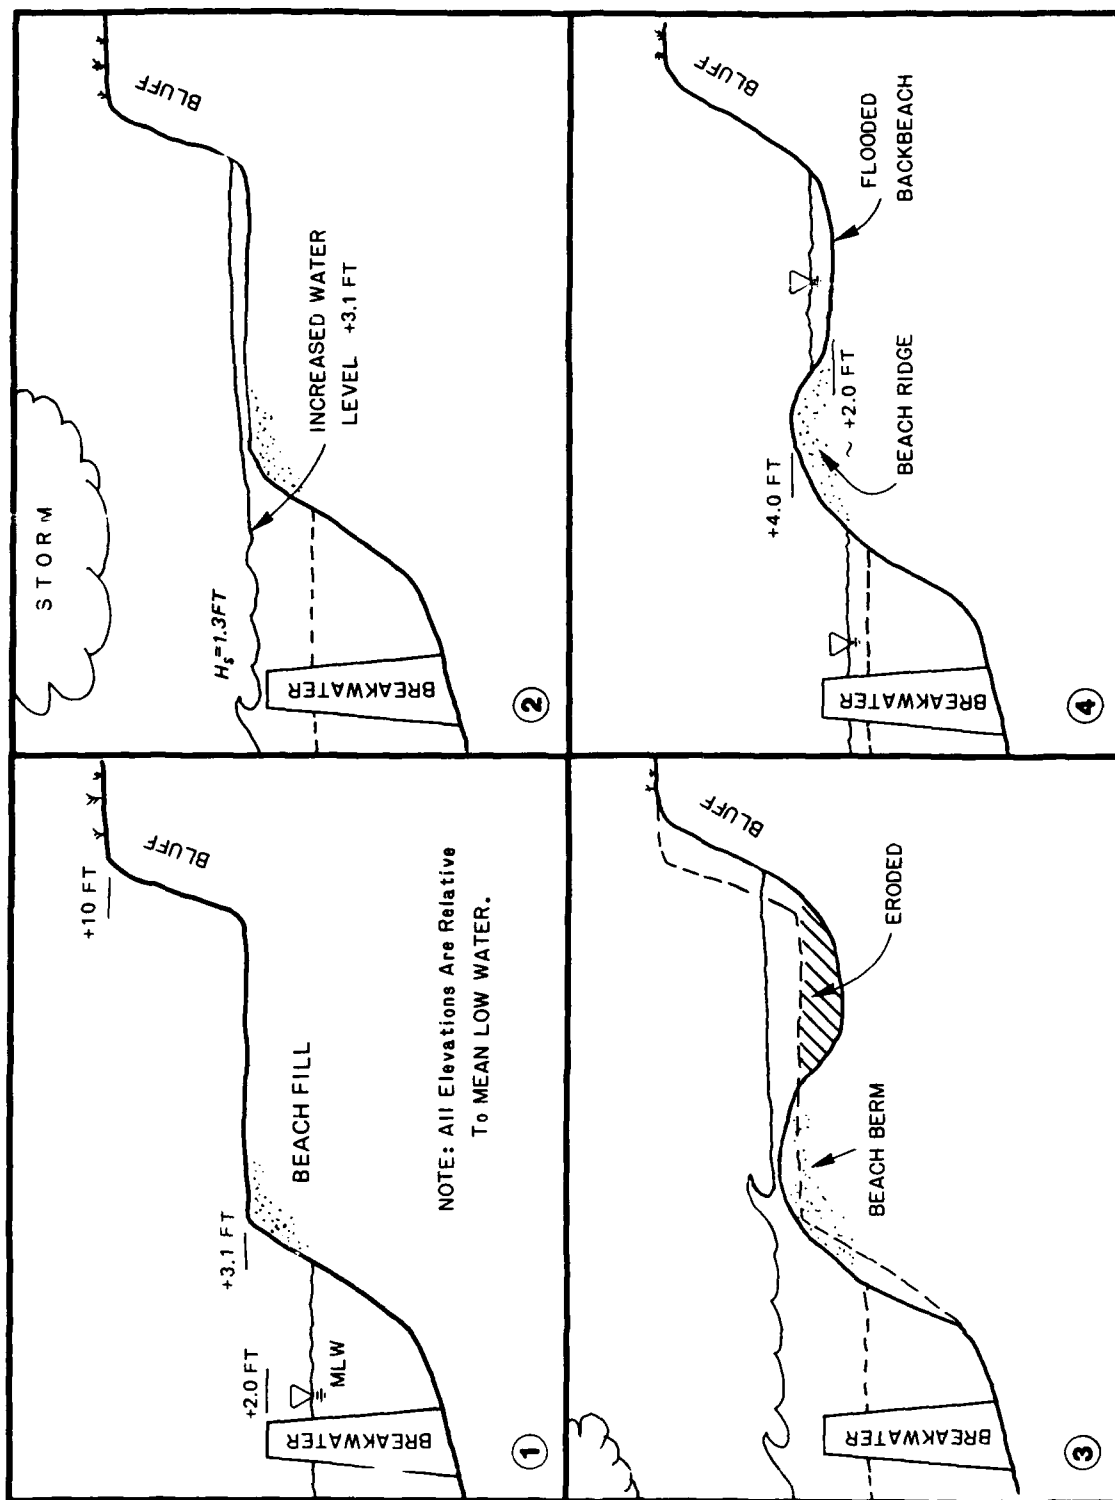 +10 FT
BLUFF
+3.1 FT
BEACH FILL
+2.0 FT
MLW
BREAKWATER
NOTE: All Elevations Are Relative
To MEAN LOW WATER.
1
STORM
BLUFF
Hs=1.3FT
INCREASED WATER
LEVEL +3.1 FT
BREAKWATER
2
BLUFF
ERODED
BEACH BERM
BREAKWATER
3
BLUFF
FLOODED
BACKBEACH
+4.0 FT
~ +2.0 FT
BEACH RIDGE
BREAKWATER
4